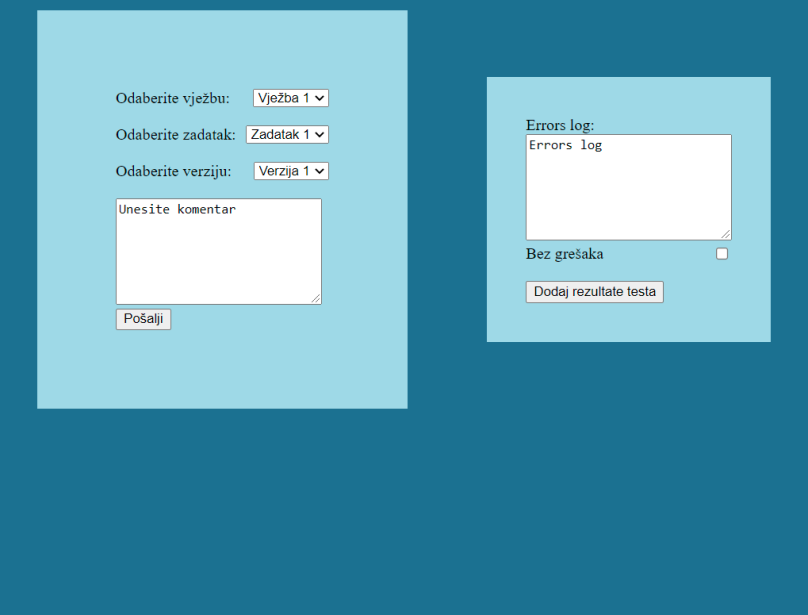 Odaberite vježbu: Vježba 1
Odaberite zadatak: Zadatak 1
Odaberite verziju: Verzija 1
Unesite komentar
Pošalji
Errors log:
Errors log
Bez grešaka
Dodaj rezultate testa